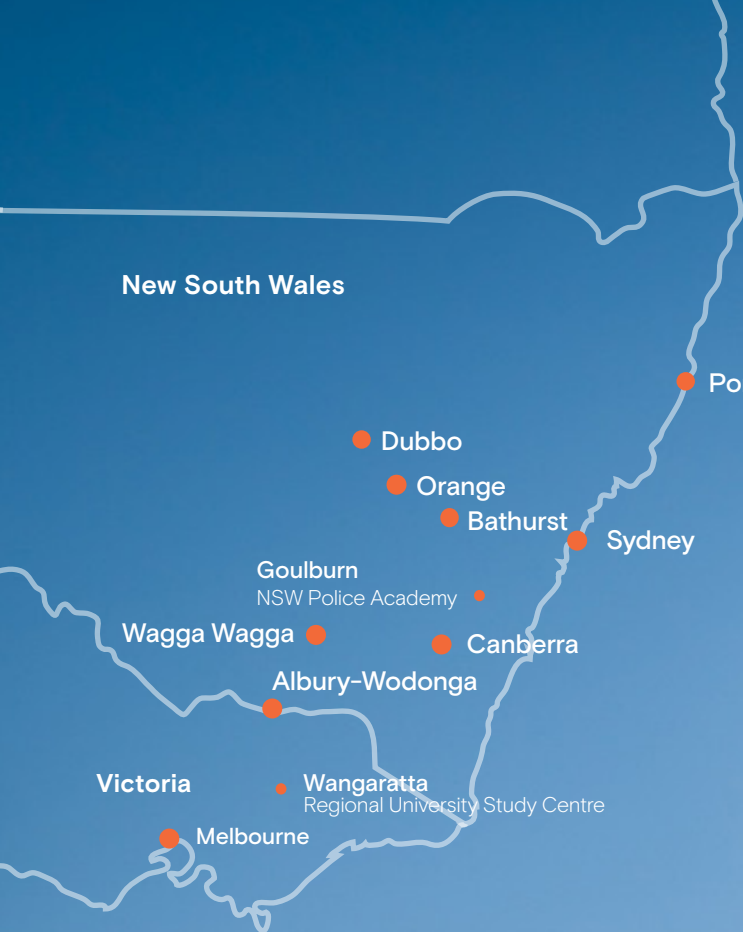 New South Wales
Po
Dubbo
Orange
Bathurst
Sydney
Goulburn
NSW Police Academy
Wagga Wagga
Canberra
Albury-Wodonga
Victoria
Wangaratta
Regional University Study Centre
Melbourne